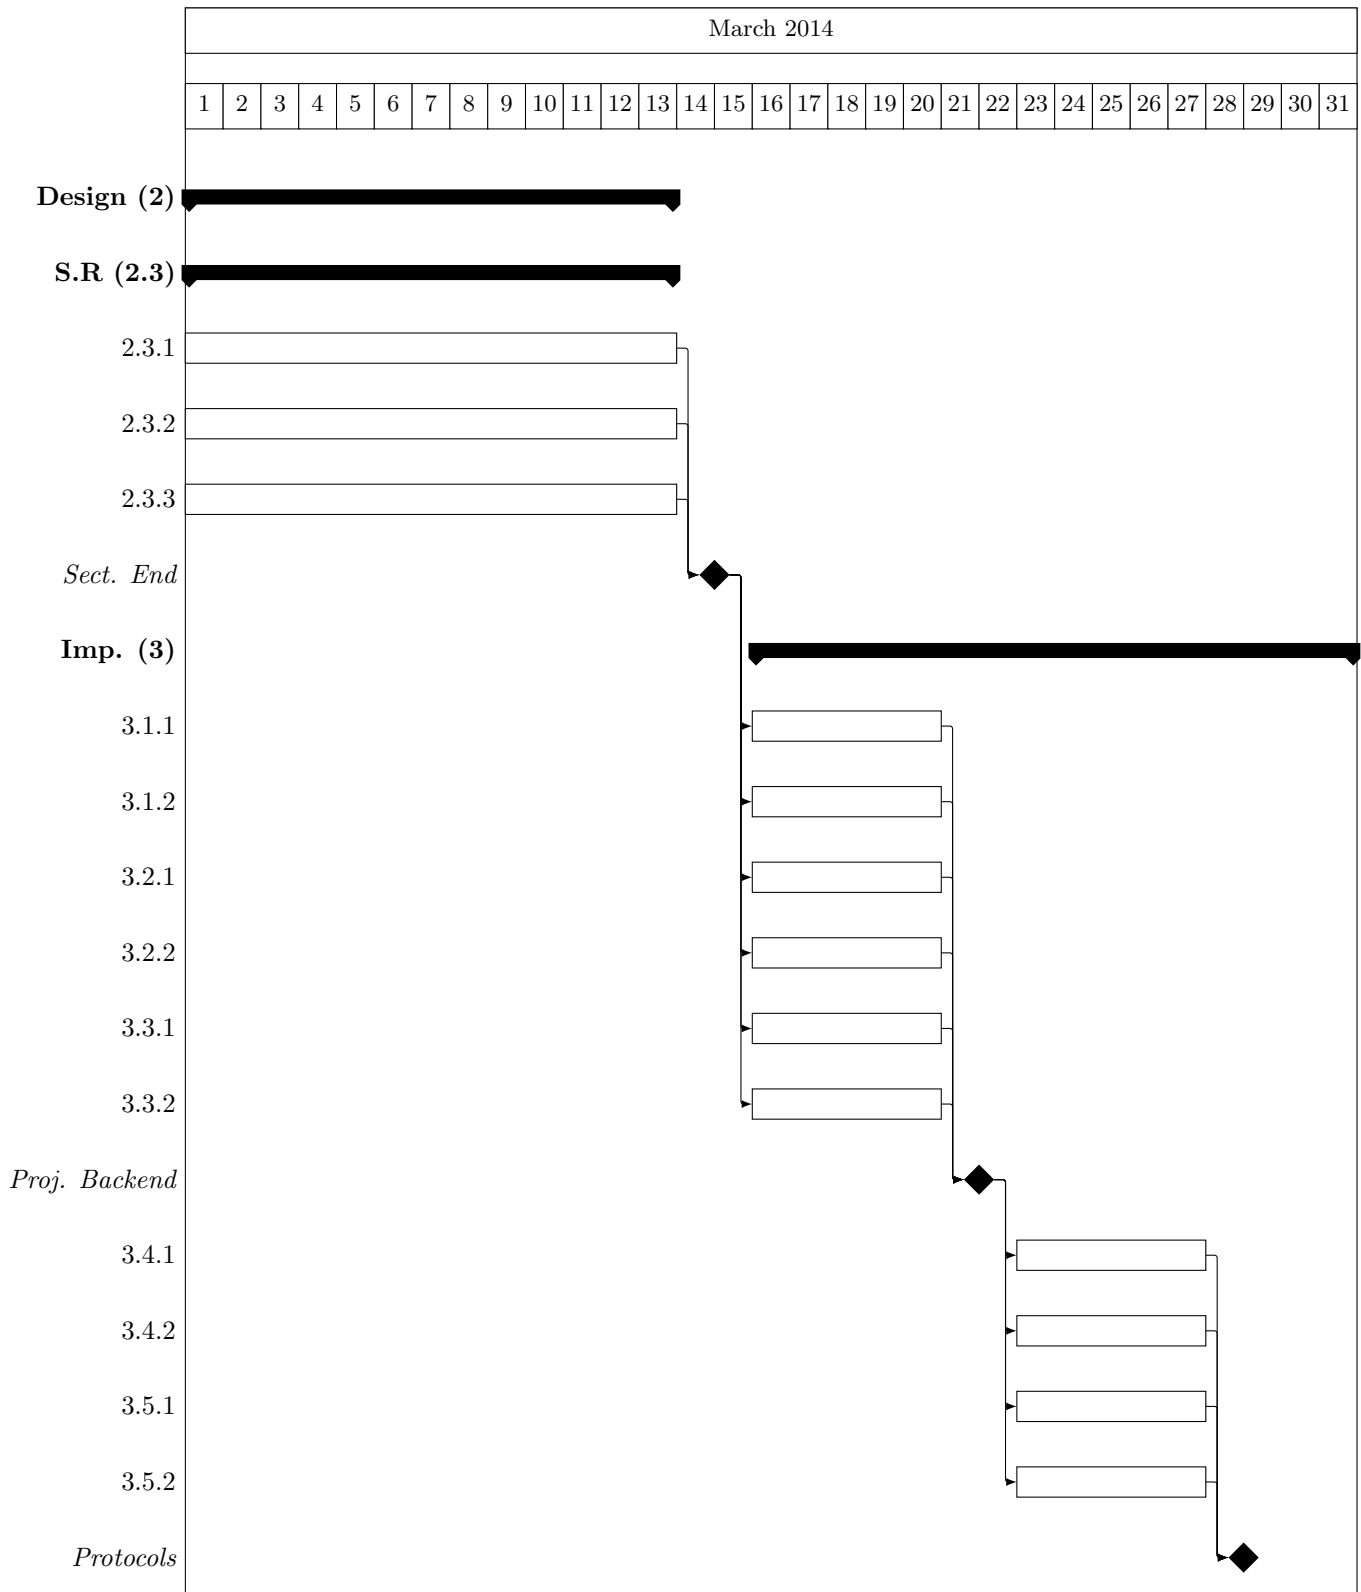 March 2014
1 2 3 4 5 6 7 8 9 10 11 12 13 14 15 16 17 18 19 20 21 22 23 24 25 26 27 28 29 30 31
Design (2)
S.R (2.3)
2.3.1
2.3.2
2.3.3
Sect. End
Imp. (3)
3.1.1
3.1.2
3.2.1
3.2.2
3.3.1
3.3.2
Proj. Backend
3.4.1
3.4.2
3.5.1
3.5.2
Protocols